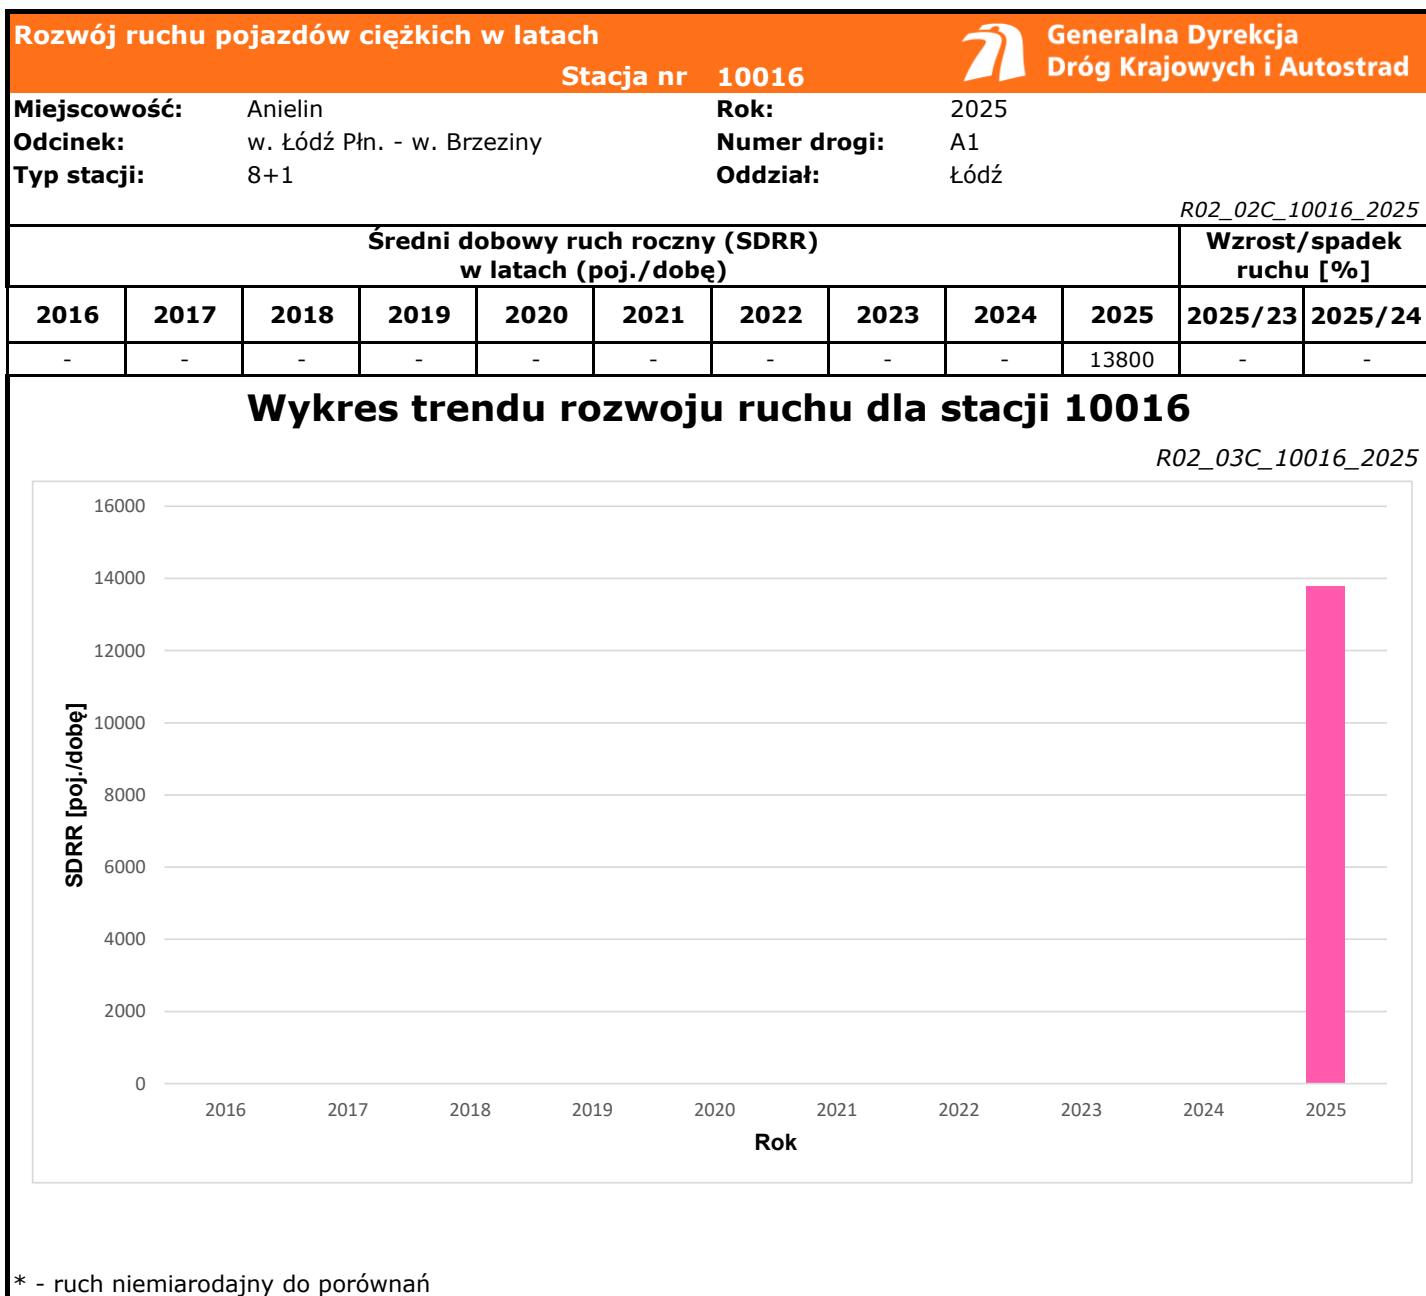 Rozwój ruchu pojazdów ciężkich w latach
Stacja nr 10016
Generalna Dyrekcja
Dróg Krajowych i Autostrad
Miejscowość: Anielin Rok: 2025
Odcinek: w. Łódź Płn. - w. Brzeziny Numer drogi: A1
Typ stacji: 8+1 Oddział: Łódź
R02_02C_10016_2025
Średni dobowy ruch roczny (SDRR)
w latach (poj./dobę)
Wzrost/spadek
ruchu [%]
2016 2017 2018 2019 2020 2021 2022 2023 2024 2025 2025/23 2025/24
- - - - - - - - - 13800 - -
Wykres trendu rozwoju ruchu dla stacji 10016
R02_03C_10016_2025
16000
14000
12000
10000
8000
6000
4000
2000
0
SDRR [poj./dobę]
2016 2017 2018 2019 2020 2021 2022 2023 2024 2025
Rok
* - ruch niemiarodajny do porównań